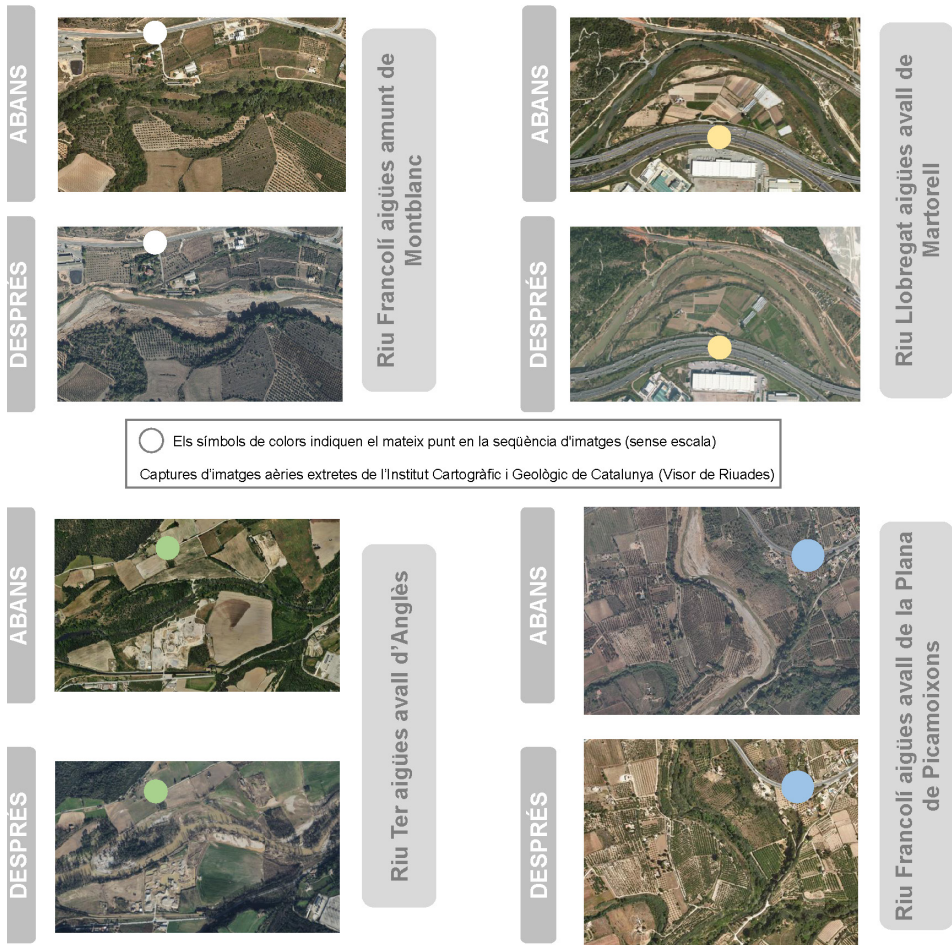 ABANS
Riu Francolí aigües amunt de
Montblanc
DESPRÉS
ABANS
Riu Llobregat aigües avall de
Martorell
DESPRÉS
Els símbols de colors indiquen el mateix punt en la seqüència d'imatges (sense escala)
Captures d’imatges aèries extretes de l’Institut Cartogràfic i Geològic de Catalunya (Visor de Riuades)
ABANS
Riu Ter aigües avall d’Anglès
DESPRÉS
ABANS
Riu Francolí aigües avall de la Plana
de Picamoixons
DESPRÉS